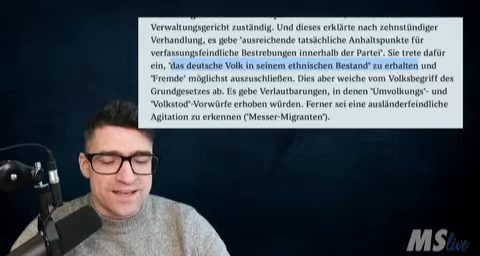 Verwaltungsgericht zuständig. Und dieses erklärte nach zehnstündiger
Verhandlung, es gebe "ausreichende tatsächliche Anhaltspunkte für
verfassungsfeindliche Bestrebungen innerhalb der Partei". Sie trete dafür
ein, "das deutsche Volk in seinem ethnischen Bestand" zu erhalten und
"Fremde" möglichst auszuschließen. Dies aber weiche vom Volksbegriff des
Grundgesetzes ab. Es gebe Verlautbarungen, in denen "Umvolkungs"- und
"Volkstod"-Vorwürfe erhoben würden. Ferner sei eine ausländerfeindliche
Agitation zu erkennen ("Messer-Migranten").
MS live